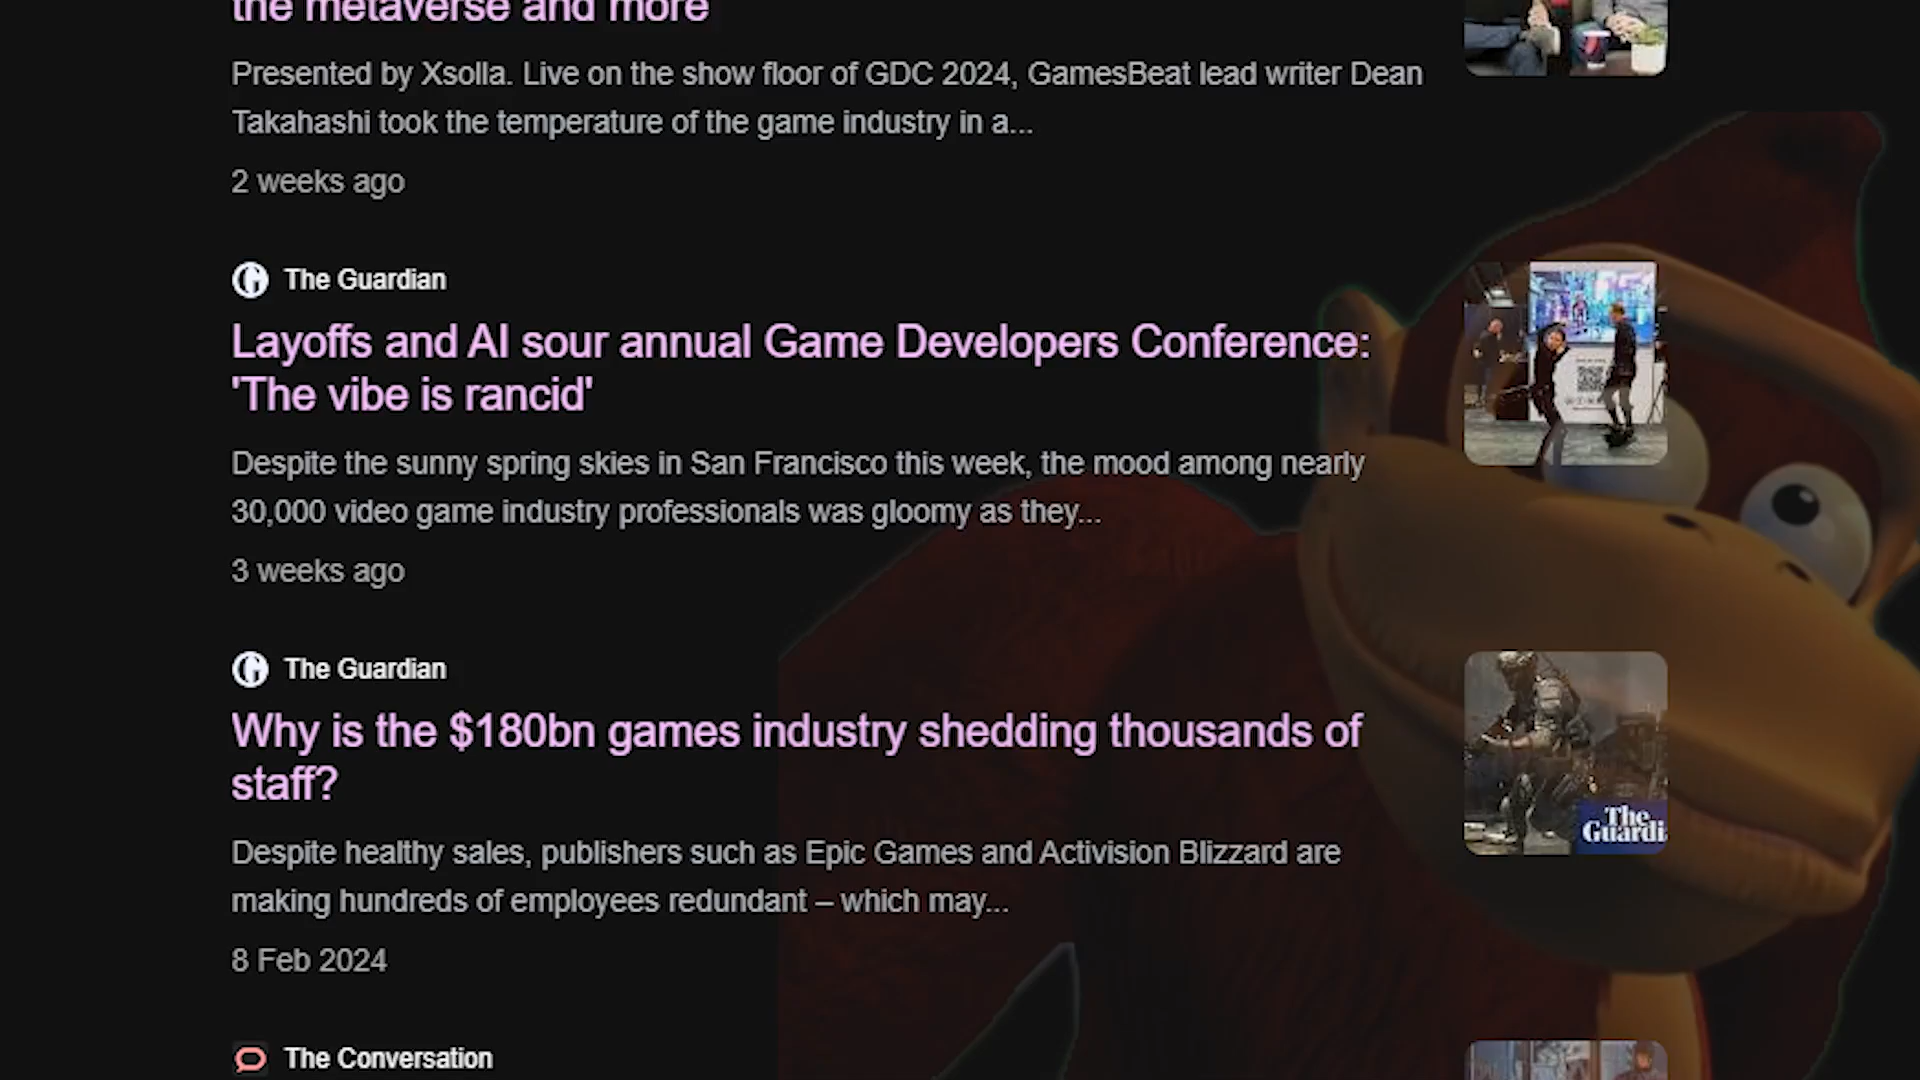 the metaverse and more
Presented by Xsolla. Live on the show floor of GDC 2024, GamesBeat lead writer Dean
Takahashi took the temperature of the game industry in a...
2 weeks ago
The Guardian
Layoffs and AI sour annual Game Developers Conference:
'The vibe is rancid'
Despite the sunny spring skies in San Francisco this week, the mood among nearly
30,000 video game industry professionals was gloomy as they...
3 weeks ago
The Guardian
Why is the $180bn games industry shedding thousands of
staff?
Despite healthy sales, publishers such as Epic Games and Activision Blizzard are
making hundreds of employees redundant – which may...
8 Feb 2024
The
Guardi
The Conversation